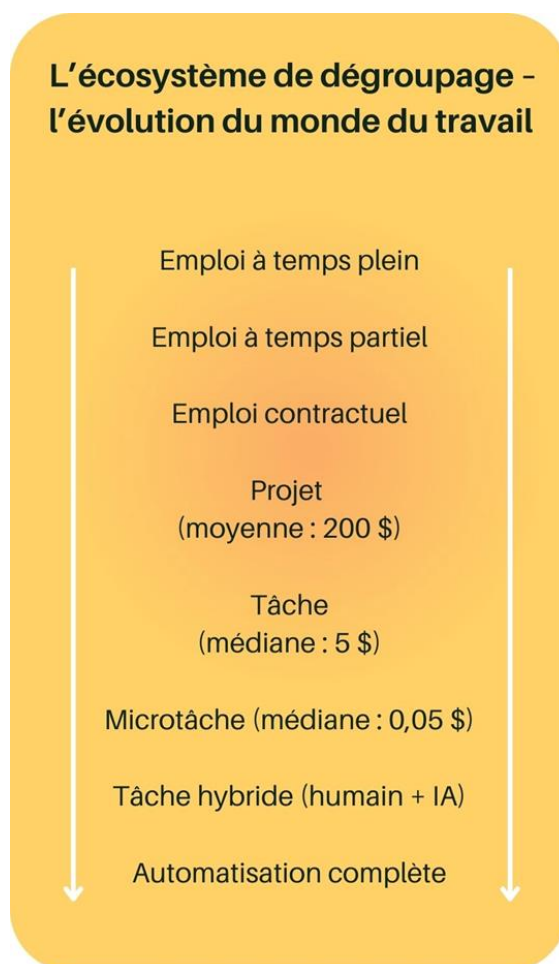 L’écosystème de dégroupage –
l’évolution du monde du travail
Emploi à temps plein
Emploi à temps partiel
Emploi contractuel
Projet
(moyenne : 200 $)
Tâche
(médiane : 5 $)
Microtâche (médiane : 0,05 $)
Tâche hybride (humain + IA)
Automatisation complète